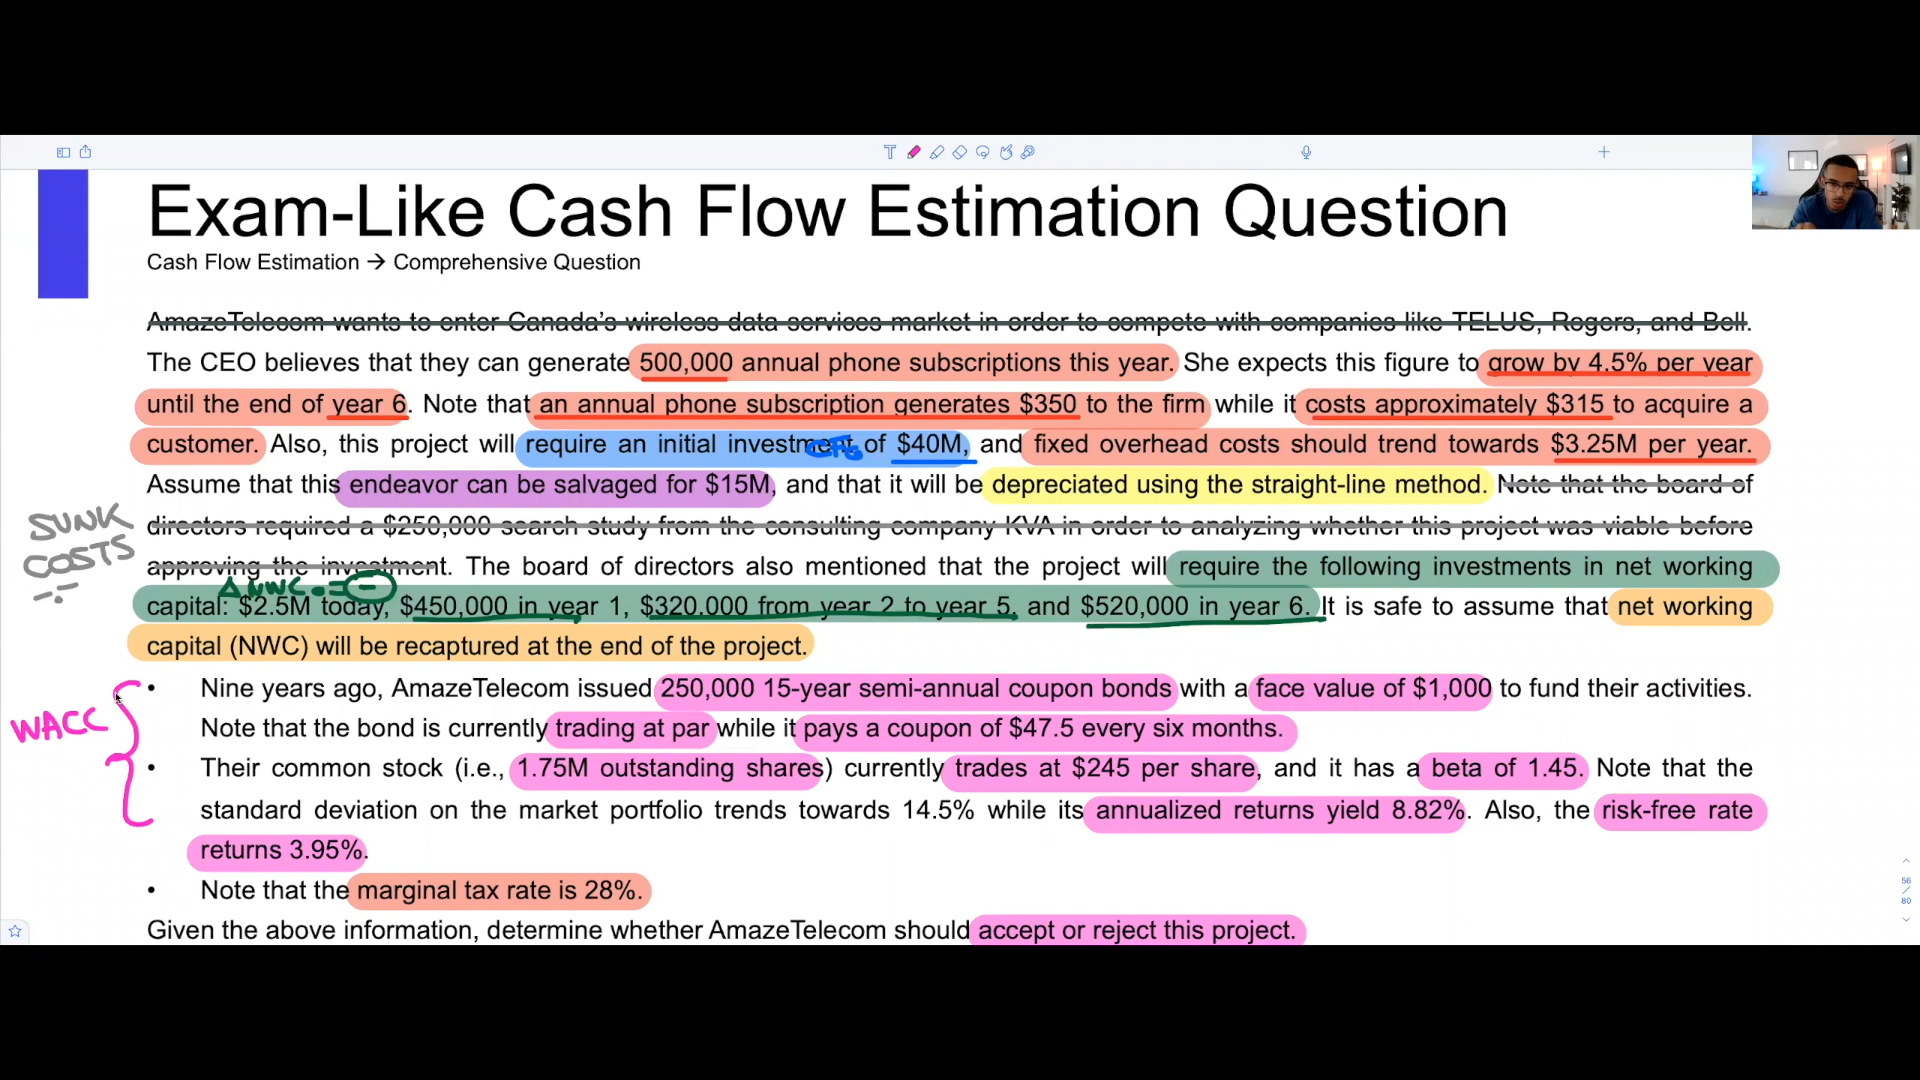 Exam-Like Cash Flow Estimation Question
Cash Flow Estimation → Comprehensive Question
AmazeTelecom wants to enter Canada's wireless data services market in order to compete with companies like TELUS, Rogers, and Bell.
The CEO believes that they can generate 500,000 annual phone subscriptions this year. She expects this figure to grow by 4.5% per year
until the end of year 6. Note that an annual phone subscription generates $350 to the firm while it costs approximately $315 to acquire a
customer. Also, this project will require an initial investment of $40M, and fixed overhead costs should trend towards $3.25M per year.
CF₀
Assume that this endeavor can be salvaged for $15M, and that it will be depreciated using the straight-line method. Note that the board of
SUNK
directors required a $250,000 search study from the consulting company KVA in order to analyzing whether this project was viable before
COSTS
approving the investment. The board of directors also mentioned that the project will require the following investments in net working
Δ NWC = −
capital: $2.5M today, $450,000 in year 1, $320,000 from year 2 to year 5, and $520,000 in year 6. It is safe to assume that net working
capital (NWC) will be recaptured at the end of the project.
• Nine years ago, AmazeTelecom issued 250,000 15-year semi-annual coupon bonds with a face value of $1,000 to fund their activities.
WACC
Note that the bond is currently trading at par while it pays a coupon of $47.5 every six months.
• Their common stock (i.e., 1.75M outstanding shares) currently trades at $245 per share, and it has a beta of 1.45. Note that the
standard deviation on the market portfolio trends towards 14.5% while its annualized returns yield 8.82%. Also, the risk-free rate
returns 3.95%.
• Note that the marginal tax rate is 28%.
Given the above information, determine whether AmazeTelecom should accept or reject this project.
56
/
80